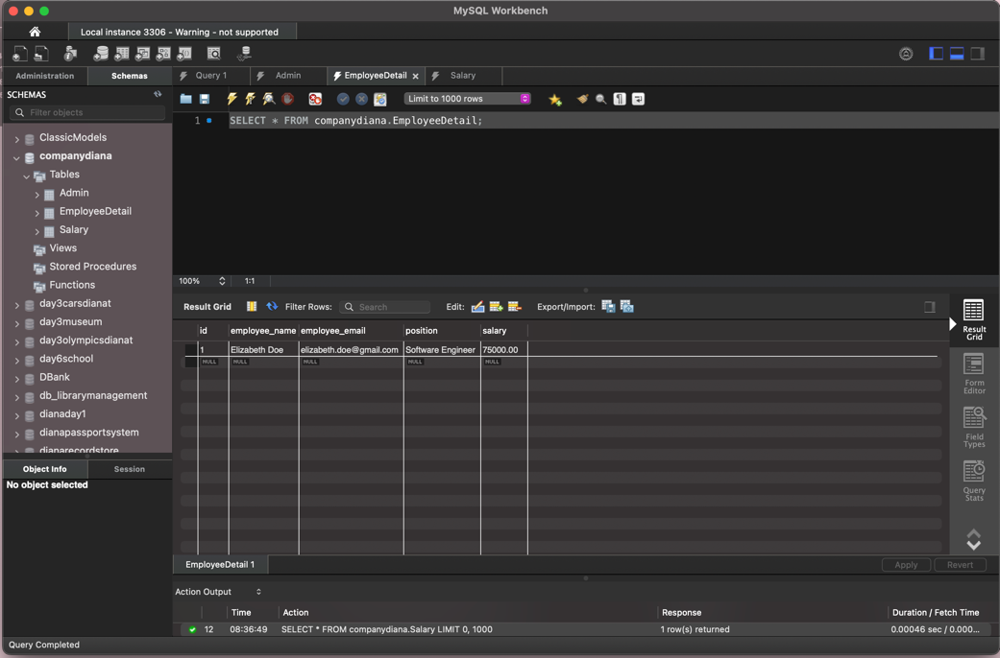 MySQL Workbench
Local instance 3306 - Warning - not supported
Administration Schemas Query 1 Admin EmployeeDetail Salary
SCHEMAS
Filter objects
Limit to 1000 rows
1 SELECT * FROM companydiana.EmployeeDetail;
ClassicModels
companydiana
Tables
Admin
EmployeeDetail
Salary
Views
Stored Procedures
Functions
day3carsdianat
day3museum
day3olympicsdianat
day6school
DBank
db_librarymanagement
dianaday1
dianapassportsystem
dianarecordstore
100% 1:1
Result Grid Filter Rows: Search Edit: Export/Import:
id employee_name employee_email position salary
1 Elizabeth Doe elizabeth.doe@gmail.com Software Engineer 75000.00
NULL NULL NULL NULL NULL
Result
Grid
Form
Editor
Field
Types
Query
Stats
Object Info Session
No object selected
EmployeeDetail 1 Apply Revert
Action Output
Time Action Response Duration / Fetch Time
12 08:36:49 SELECT * FROM companydiana.Salary LIMIT 0, 1000 1 row(s) returned 0.00046 sec / 0.000...
Query Completed